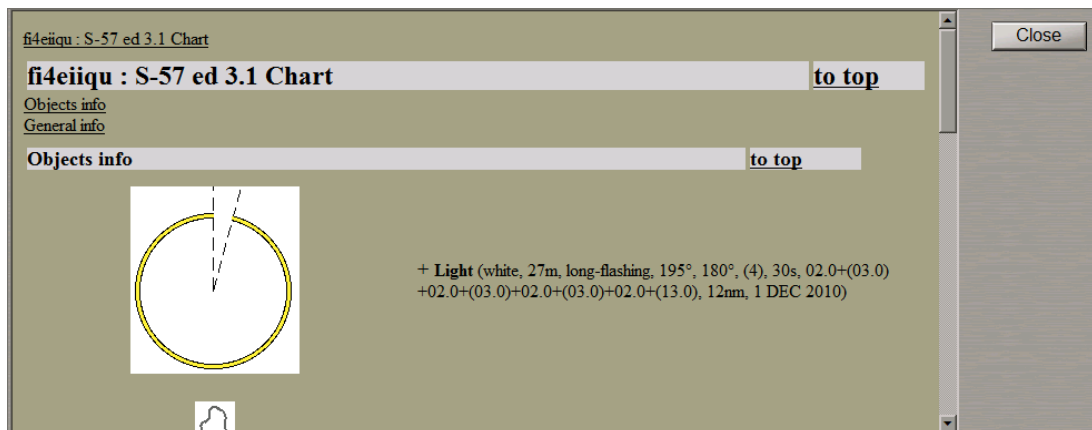 Close
fi4eiiqu : S-57 ed 3.1 Chart
fi4eiiqu : S-57 ed 3.1 Chart to top
Objects info
General info
Objects info to top
+ Light (white, 27m, long-flashing, 195°, 180°, (4), 30s, 02.0+(03.0)
+02.0+(03.0)+02.0+(03.0)+02.0+(13.0), 12nm, 1 DEC 2010)